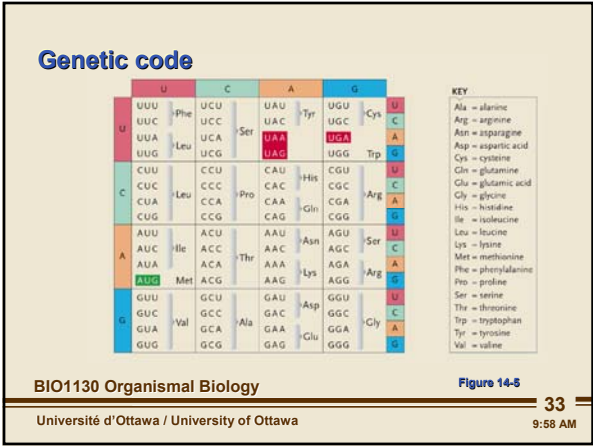 Genetic code
U C A G
UUU Phe UCU Ser UAU Tyr UGU Cys U
UUC UCC UAC UGC C
U UUA Leu UCA UAA UGA A
UUG UCG UAG UGG Trp G
CUU Leu CCU Pro CAU His CGU Arg U
CUC CCC CAC CGC C
C CUA CCA CAA Gln CGA A
CUG CCG CAG CGG G
AUU Ile ACU Thr AAU Asn AGU Ser U
AUC ACC AAC AGC C
A AUA ACA AAA Lys AGA Arg A
AUG Met ACG AAG AGG G
GUU Val GCU Ala GAU Asp GGU Gly U
GUC GCC GAC GGC C
G GUA GCA GAA Glu GGA A
GUG GCG GAG GGG G
KEY
Ala = alanine
Arg = arginine
Asn = asparagine
Asp = aspartic acid
Cys = cysteine
Gln = glutamine
Glu = glutamic acid
Gly = glycine
His = histidine
Ile = isoleucine
Leu = leucine
Lys = lysine
Met = methionine
Phe = phenylalanine
Pro = proline
Ser = serine
Thr = threonine
Trp = tryptophan
Tyr = tyrosine
Val = valine
BIO1130 Organismal Biology
Figure 14-5
33
Université d'Ottawa / University of Ottawa
9:58 AM